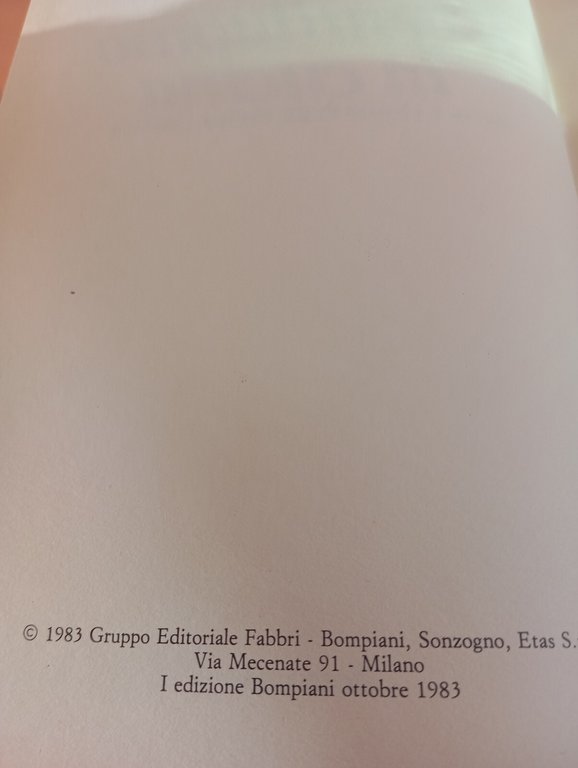 © 1983 Gruppo Editoriale Fabbri - Bompiani, Sonzogno, Etas S.
Via Mecenate 91 - Milano
I edizione Bompiani ottobre 1983